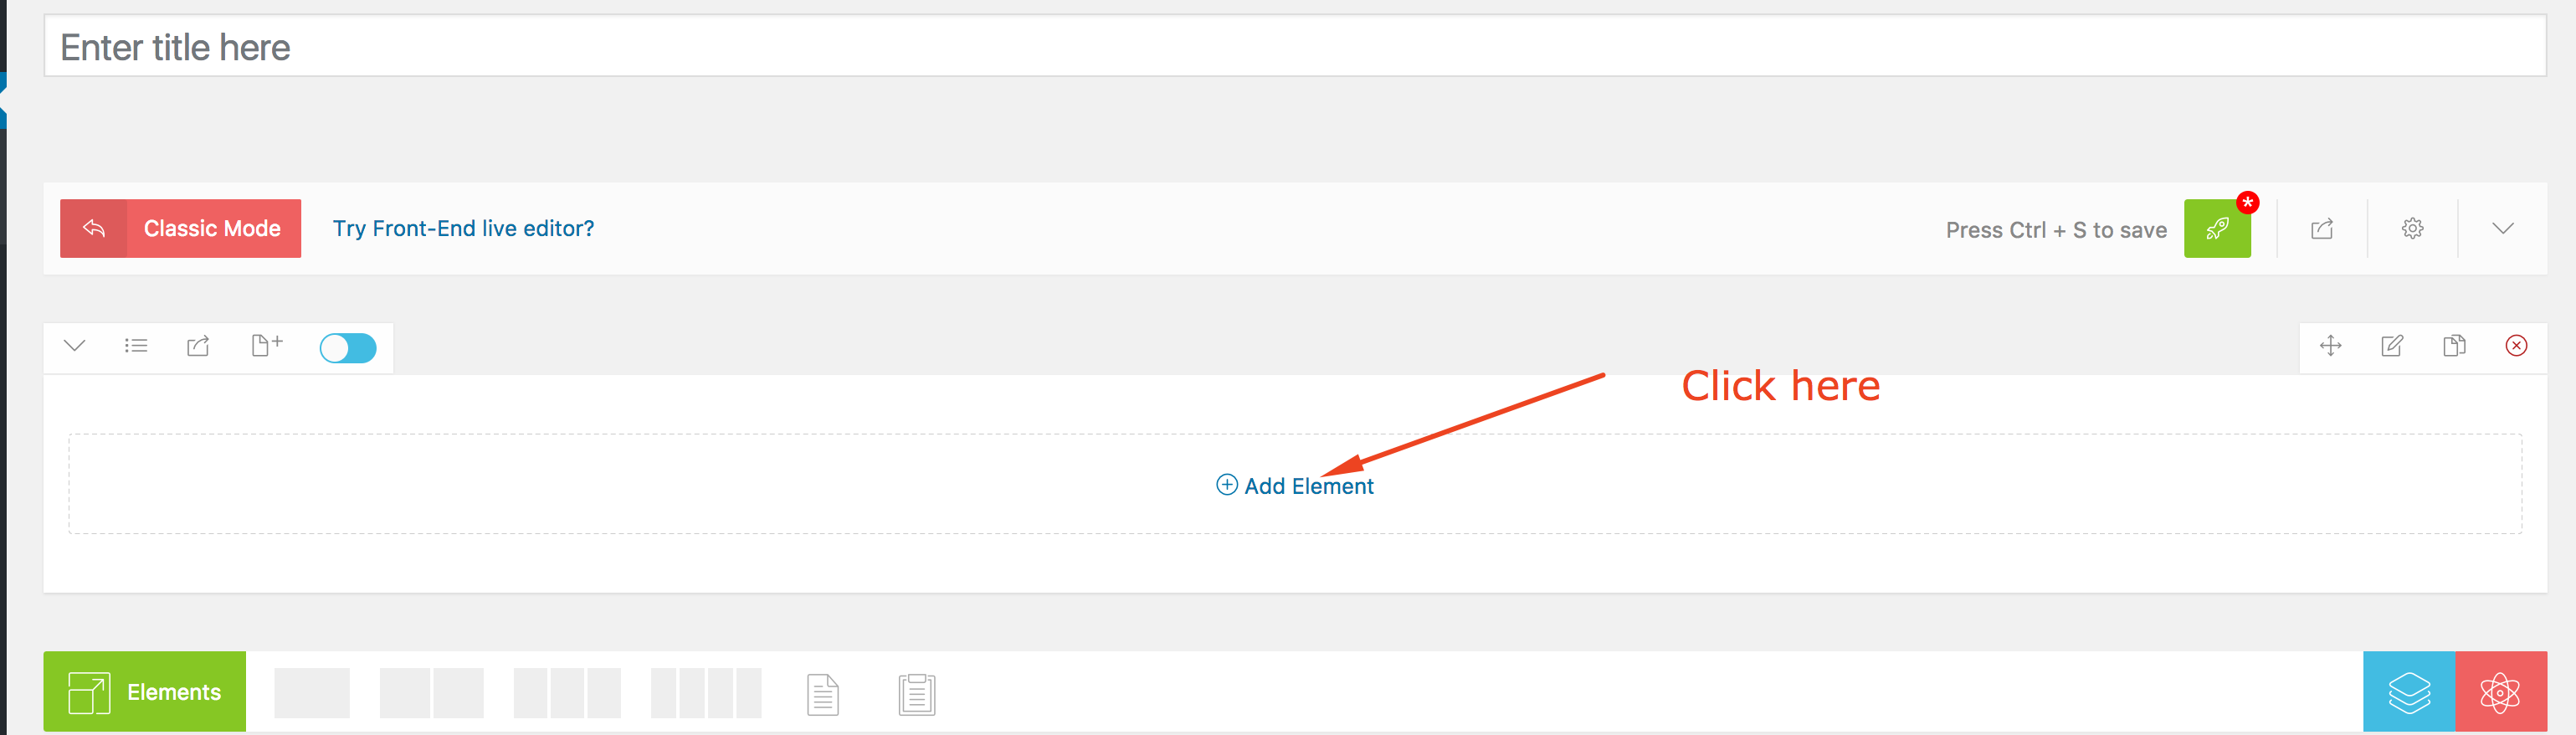 Enter title here
Classic Mode
Try Front-End live editor?
Press Ctrl + S to save
*
Click here
Add Element
Elements